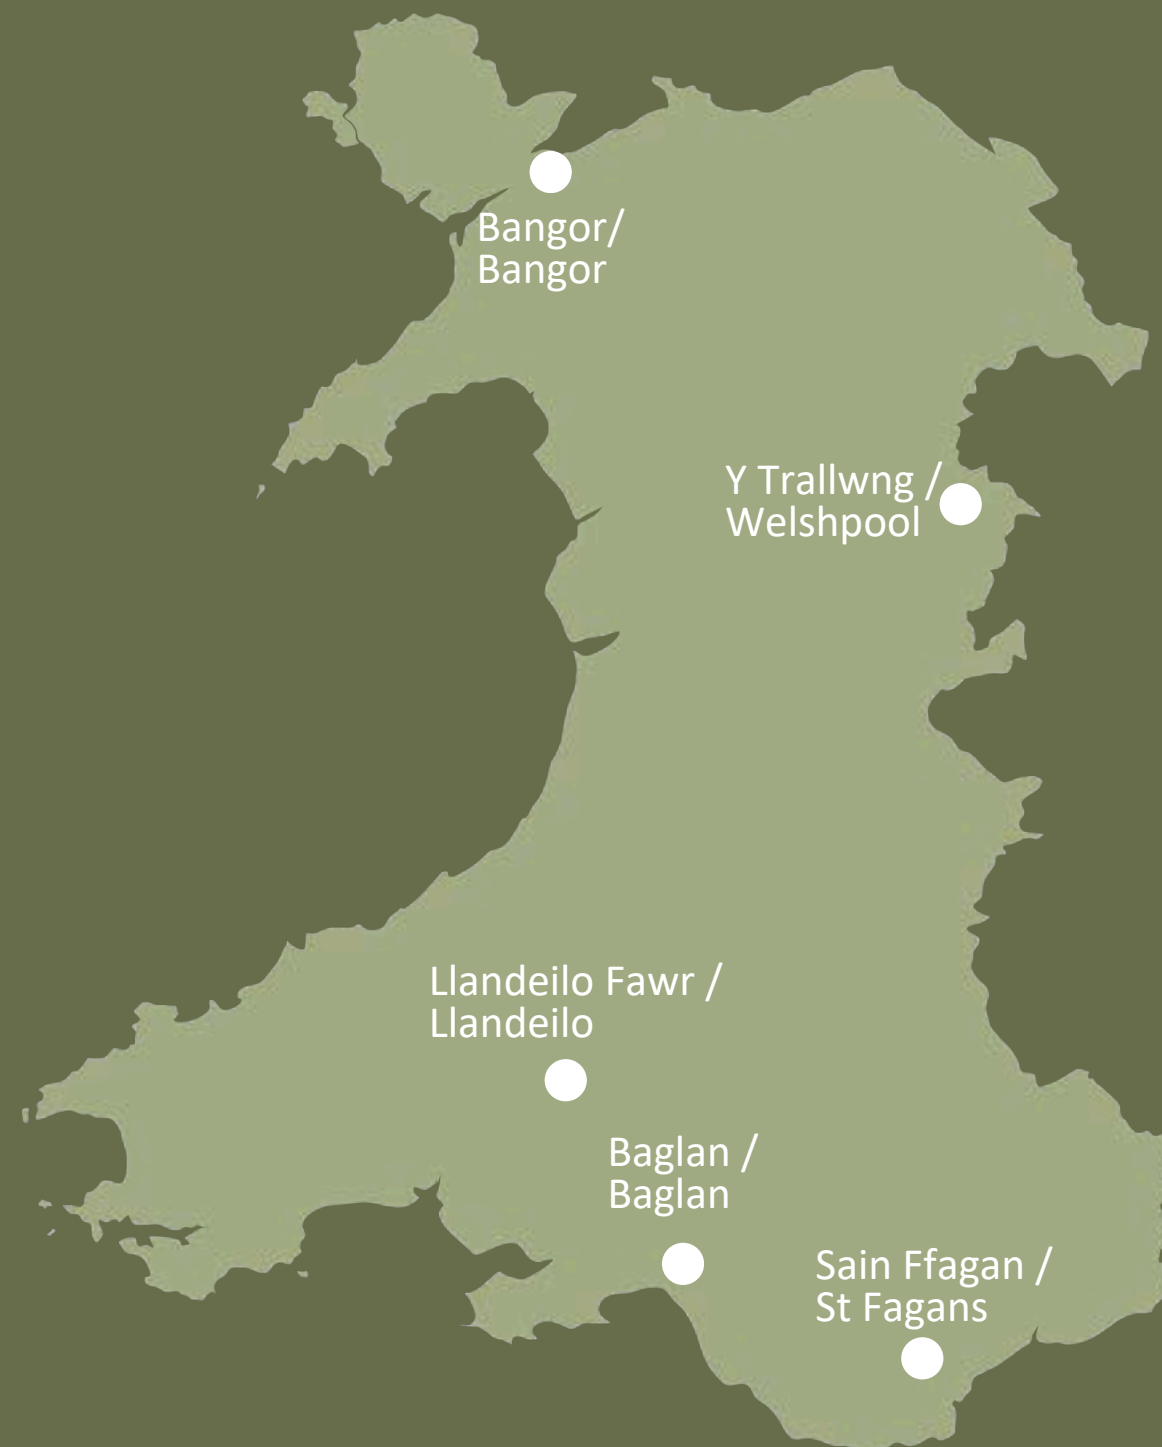 Bangor/
Bangor
Y Trallwng /
Welshpool
Llandeilo Fawr /
Llandeilo
Baglan /
Baglan
Sain Ffagan /
St Fagans